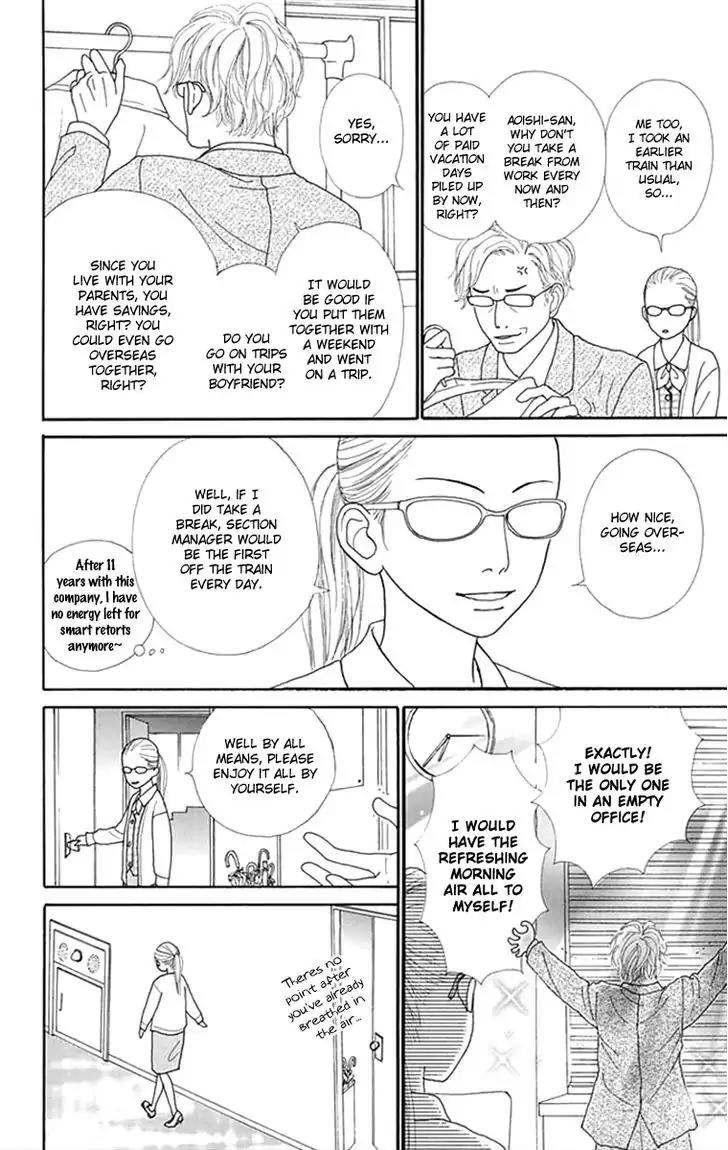 ME TOO,
I TOOK AN
EARLIER
TRAIN THAN
USUAL,
SO...
AOISHI-SAN,
WHY DON'T
YOU TAKE A
BREAK FROM
WORK EVERY
NOW AND
THEN?
YOU HAVE
A LOT
OF PAID
VACATION
DAYS
PILED UP
BY NOW,
RIGHT?
YES,
SORRY...
IT WOULD
BE GOOD IF
YOU PUT THEM
TOGETHER WITH
A WEEKEND
AND WENT
ON A TRIP.
DO YOU
GO ON TRIPS
WITH YOUR
BOYFRIEND?
SINCE YOU
LIVE WITH YOUR
PARENTS, YOU
HAVE SAVINGS,
RIGHT? YOU
COULD EVEN GO
OVERSEAS
TOGETHER,
RIGHT?
HOW NICE,
GOING OVER-
SEAS...
WELL, IF I
DID TAKE A
BREAK, SECTION
MANAGER WOULD
BE THE FIRST
OFF THE TRAIN
EVERY DAY.
After 11
years with this
company, I have
no energy left for
smart retorts
anymore~
EXACTLY!
I WOULD BE
THE ONLY ONE
IN AN EMPTY
OFFICE!
I WOULD
HAVE THE
REFRESHING
MORNING
AIR ALL TO
MYSELF!
WELL BY ALL
MEANS, PLEASE
ENJOY IT ALL BY
YOURSELF.
Theres no
point after
you've already
breathed in
the air...